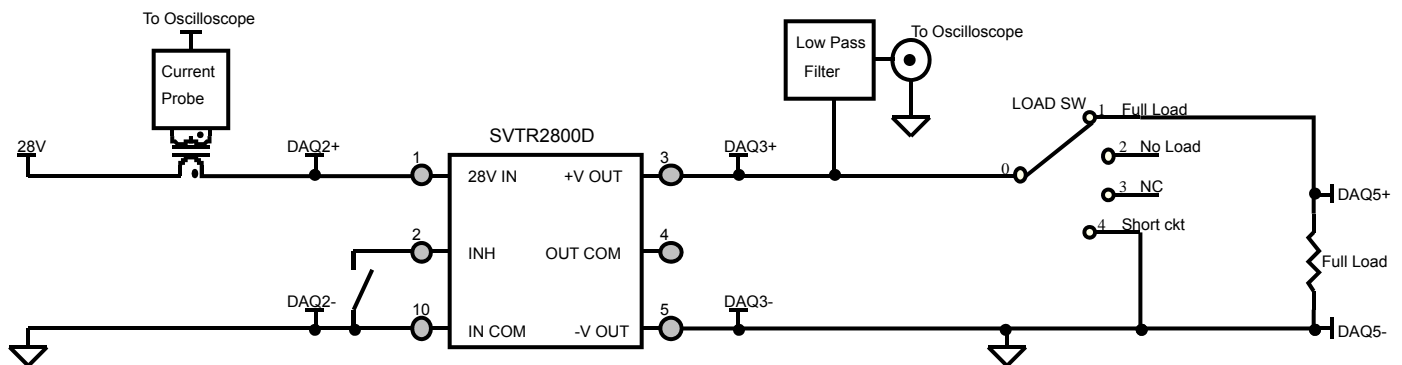 To Oscilloscope
Current
Probe
28V
DAQ2+
1
2
DAQ2-
10
SVTR2800D
28V IN
+V OUT
INH
OUT COM
IN COM
-V OUT
3
4
5
DAQ3+
DAQ3-
Low Pass
Filter
To Oscilloscope
LOAD SW
0
1 Full Load
2 No Load
3 NC
4 Short ckt
DAQ5+
Full Load
DAQ5-